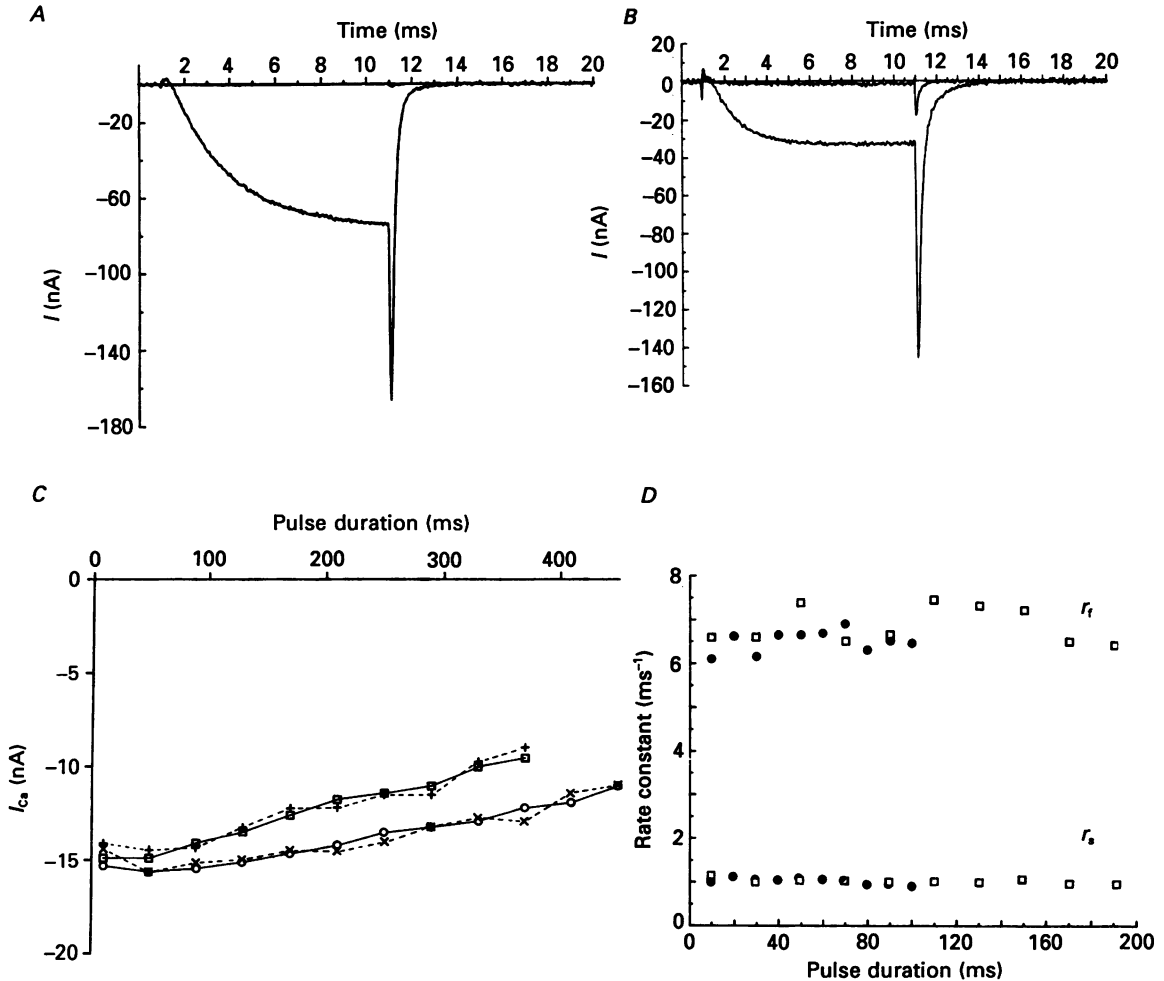 A
Time (ms)
2 4 6 8 10 12 14 16 18 20
−20
−60
−100
−140
−180
I (nA)
B
Time (ms)
2 4 6 8 10 12 14 16 18 20
20
0
−20
−40
−60
−80
−100
−120
−140
−160
I (nA)
C
Pulse duration (ms)
0 100 200 300 400
0
−5
−10
−15
−20
Ica (nA)
D
8
6
4
2
0
Rate constant (ms⁻¹)
rf
rs
0 40 80 120 160 200
Pulse duration (ms)